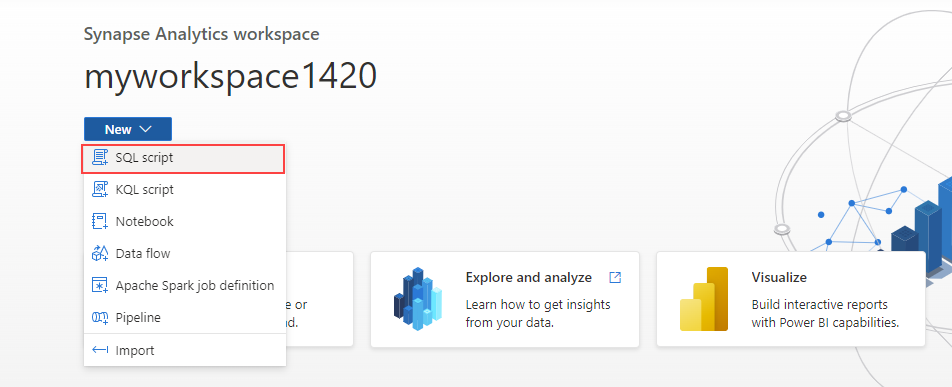 Synapse Analytics workspace
myworkspace1420
New
SQL script
KQL script
Notebook
Data flow
Apache Spark job definition
Pipeline
Import
e or
d.
Explore and analyze
Learn how to get insights
from your data.
Visualize
Build interactive reports
with Power BI capabilities.